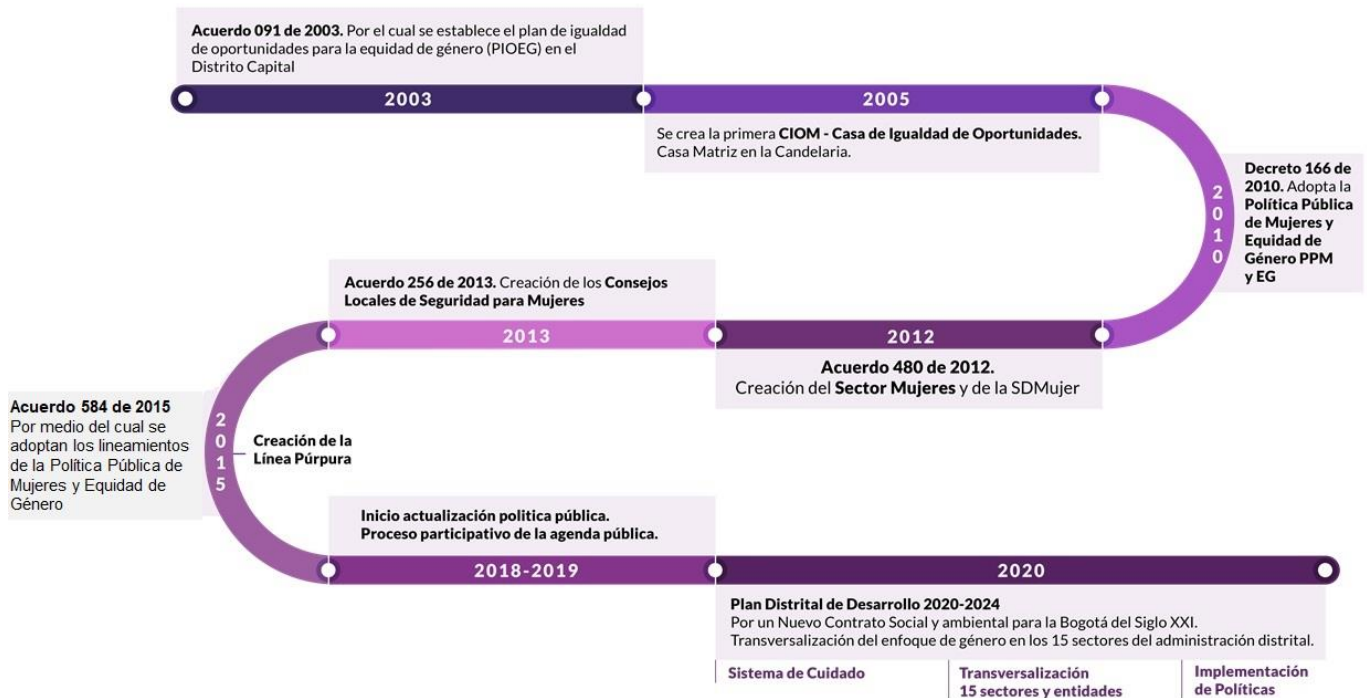 Acuerdo 091 de 2003. Por el cual se establece el plan de igualdad
de oportunidades para la equidad de género (PIOEG) en el
Distrito Capital
2003
2005
Se crea la primera CIOM - Casa de Igualdad de Oportunidades.
Casa Matriz en la Candelaria.
2010
Decreto 166 de
2010. Adopta la
Política Pública
de Mujeres y
Equidad de
Género PPM
y EG
Acuerdo 256 de 2013. Creación de los Consejos
Locales de Seguridad para Mujeres
2013
2012
Acuerdo 480 de 2012.
Creación del Sector Mujeres y de la SDMujer
Acuerdo 584 de 2015
Por medio del cual se
adoptan los lineamientos
de la Política Pública de
Mujeres y Equidad de
Género
2015
Creación de la
Línea Púrpura
Inicio actualización politica pública.
Proceso participativo de la agenda pública.
2018-2019
2020
Plan Distrital de Desarrollo 2020-2024
Por un Nuevo Contrato Social y ambiental para la Bogotá del Siglo XXI.
Transversalización del enfoque de género en los 15 sectores del administración distrital.
Sistema de Cuidado
Transversalización
15 sectores y entidades
Implementación
de Políticas